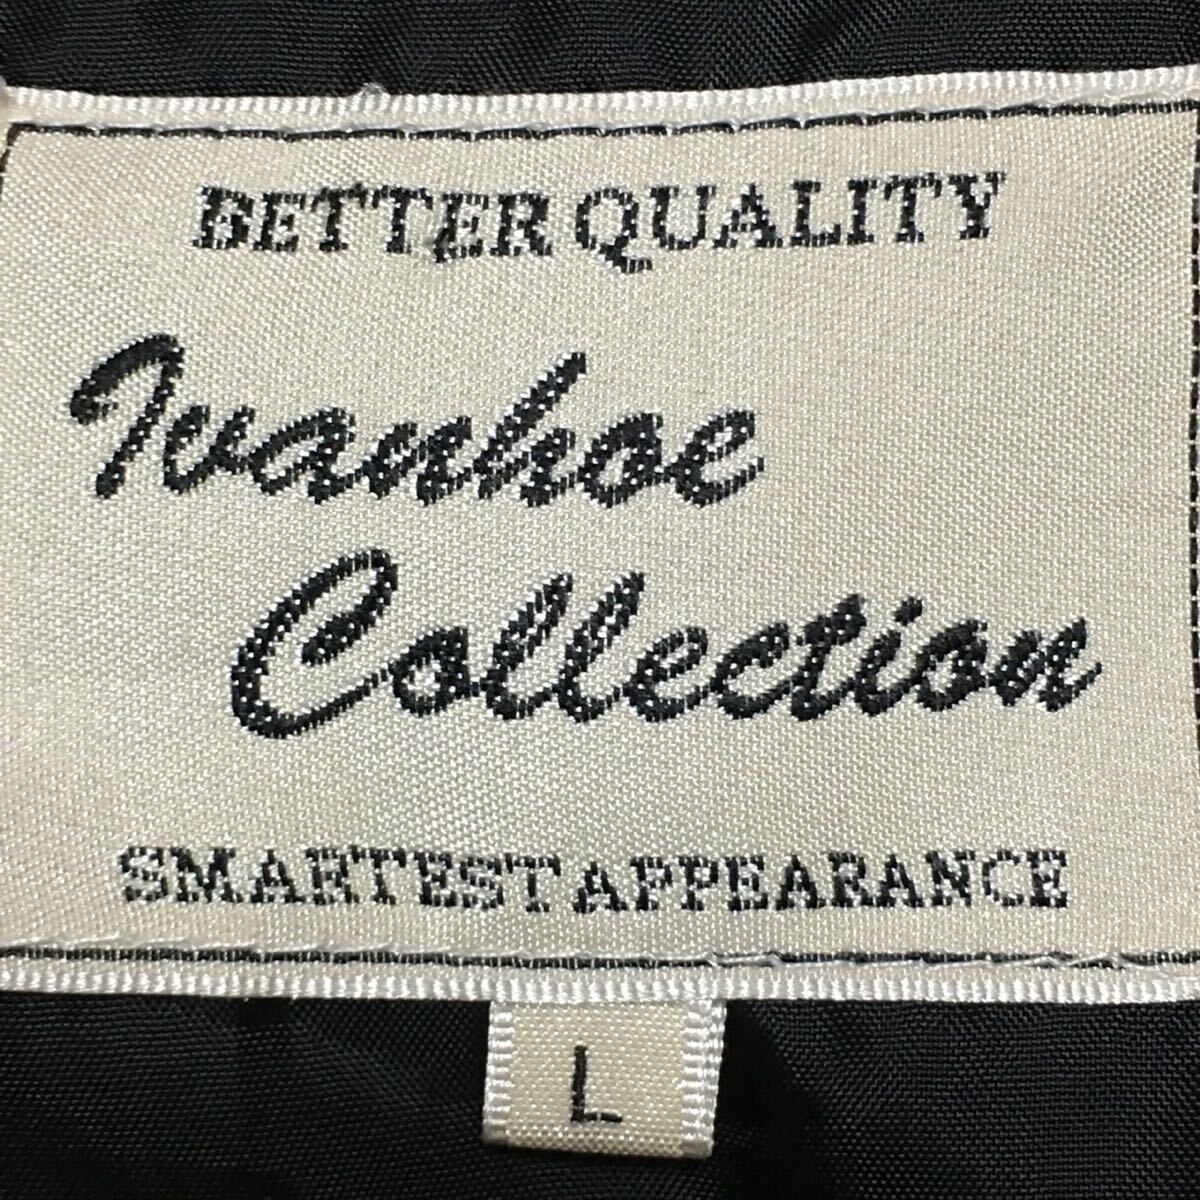 BETTER QUALITY
Ivanhoe
Collection
SMARTEST APPEARANCE
L